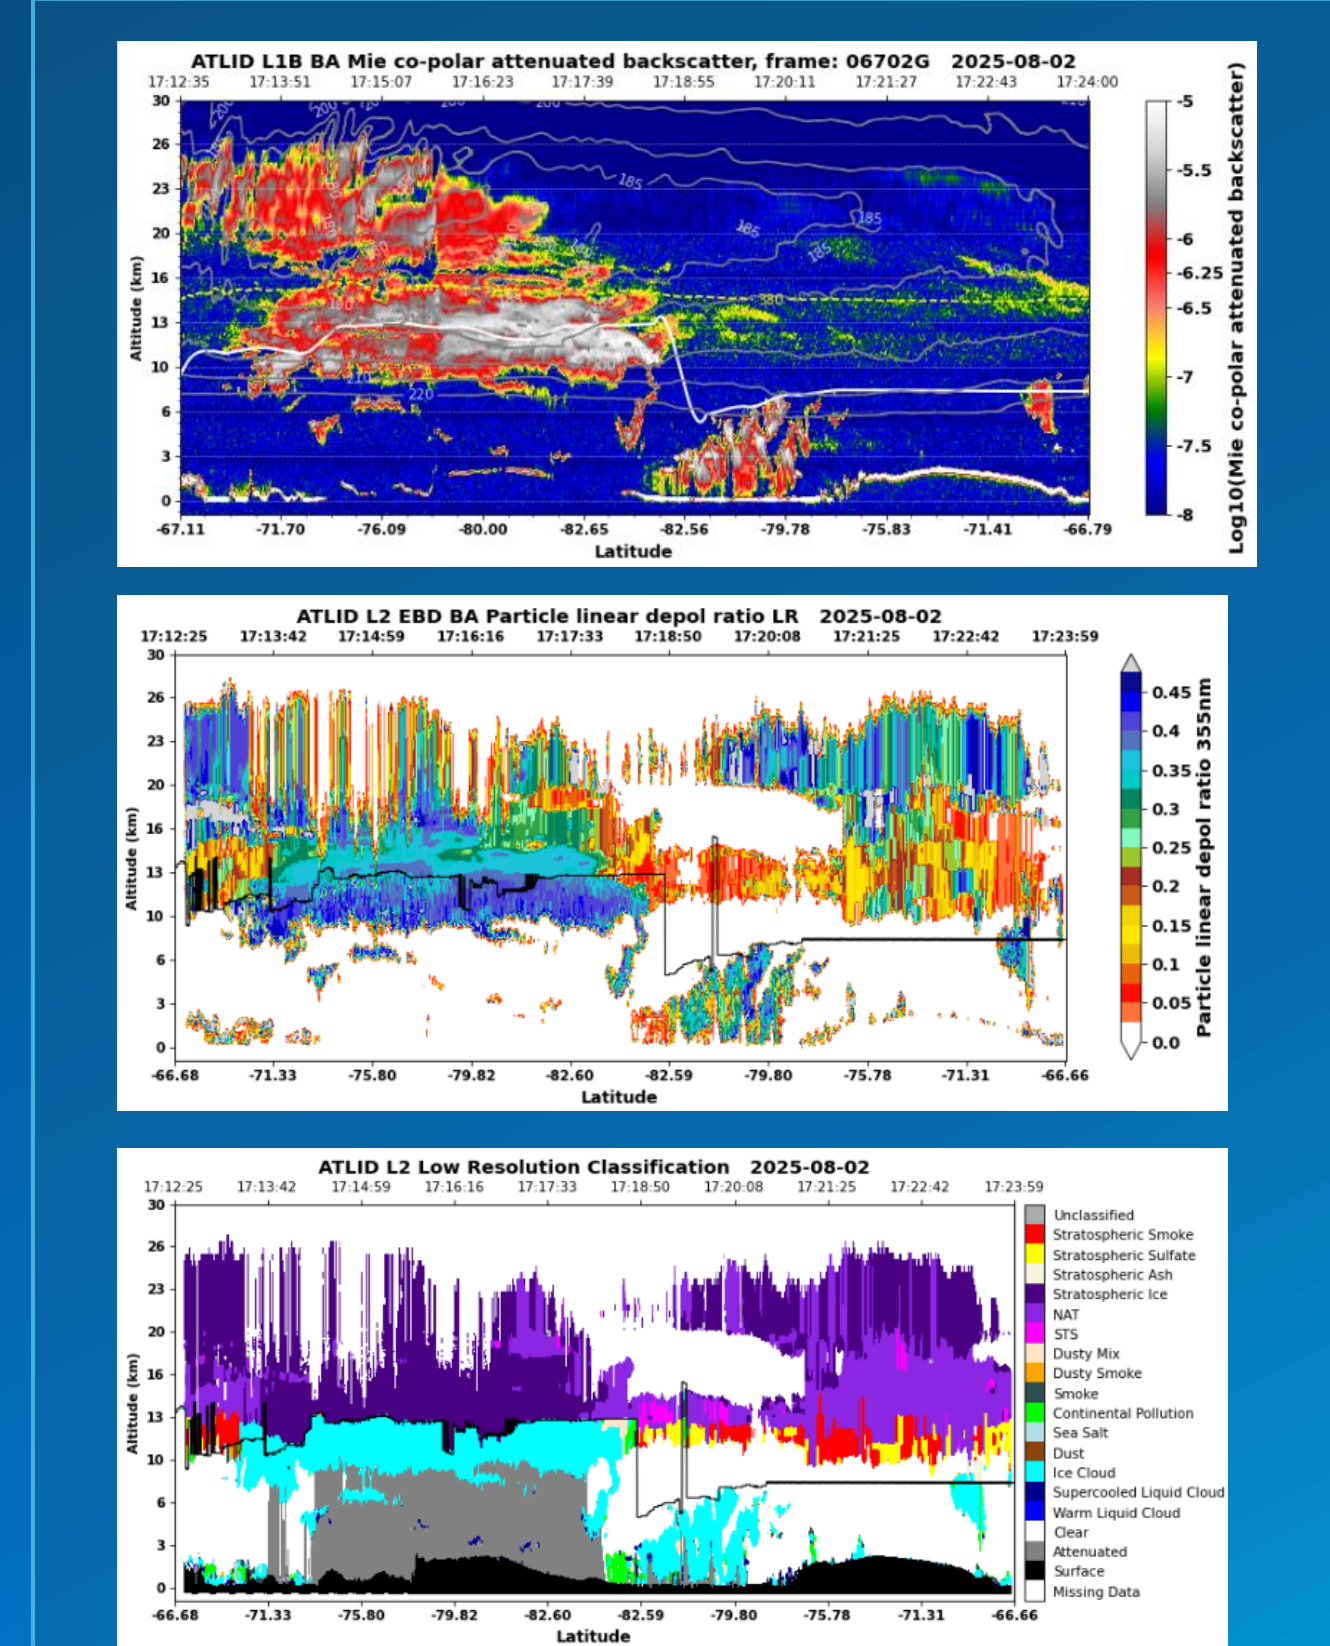 ATLID L1B BA Mie co-polar attenuated backscatter, frame: 06702G 2025-08-02
17:12:35 17:13:51 17:15:07 17:16:23 17:17:39 17:18:55 17:20:11 17:21:27 17:22:43 17:24:00
30
26
23
20
16
13
10
6
3
0
Altitude (km)
200
200
200
185
185
185
185
380
210
220
-67.11 -71.70 -76.09 -80.00 -82.65 -82.56 -79.78 -75.83 -71.41 -66.79
Latitude
-5
-5.5
-6
-6.25
-6.5
-7
-7.5
-8
Log10(Mie co-polar attenuated backscatter)
ATLID L2 EBD BA Particle linear depol ratio LR 2025-08-02
17:12:25 17:13:42 17:14:59 17:16:16 17:17:33 17:18:50 17:20:08 17:21:25 17:22:42 17:23:59
30
26
23
20
16
13
10
6
3
0
Altitude (km)
-66.68 -71.33 -75.80 -79.82 -82.60 -82.59 -79.80 -75.78 -71.31 -66.66
Latitude
0.45
0.4
0.35
0.3
0.25
0.2
0.15
0.1
0.05
0.0
Particle linear depol ratio 355nm
ATLID L2 Low Resolution Classification 2025-08-02
17:12:25 17:13:42 17:14:59 17:16:16 17:17:33 17:18:50 17:20:08 17:21:25 17:22:42 17:23:59
30
26
23
20
16
13
10
6
3
0
Altitude (km)
-66.68 -71.33 -75.80 -79.82 -82.60 -82.59 -79.80 -75.78 -71.31 -66.66
Latitude
Unclassified
Stratospheric Smoke
Stratospheric Sulfate
Stratospheric Ash
Stratospheric Ice
NAT
STS
Dusty Mix
Dusty Smoke
Smoke
Continental Pollution
Sea Salt
Dust
Ice Cloud
Supercooled Liquid Cloud
Warm Liquid Cloud
Clear
Attenuated
Surface
Missing Data